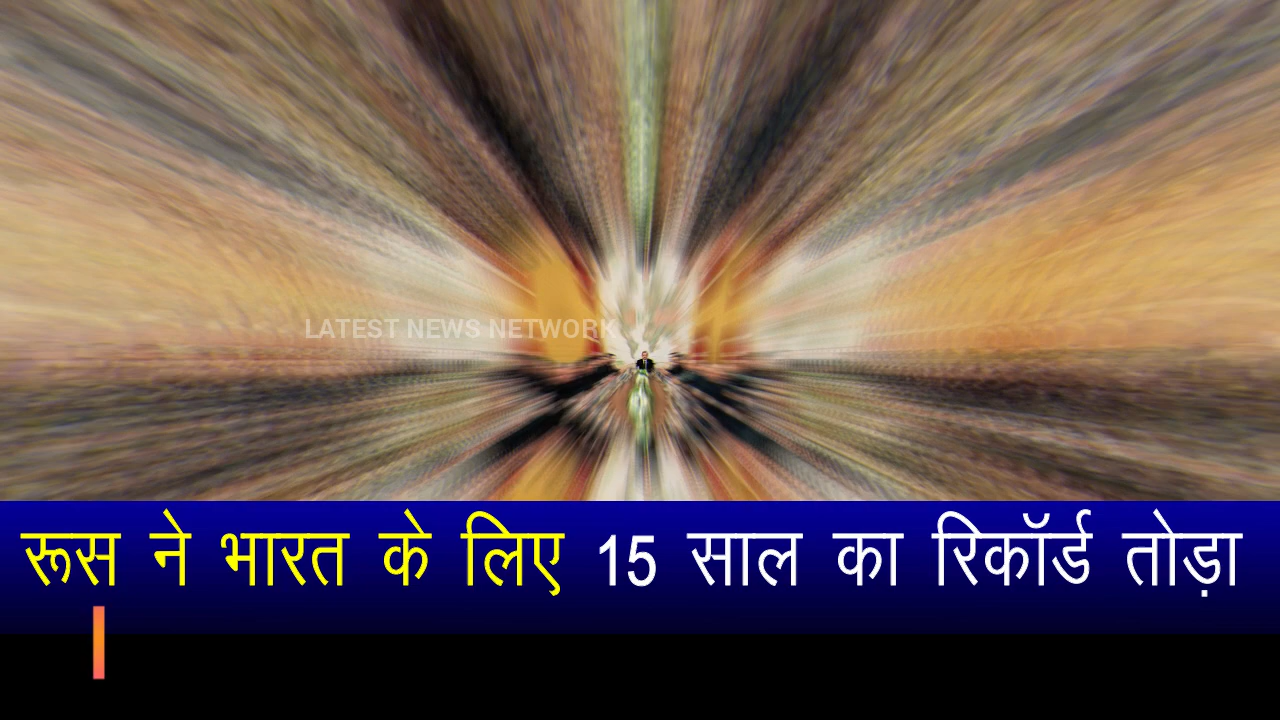 LATEST NEWS NETWORK
रूस ने भारत के लिए 15 साल का रिकॉर्ड तोड़ा